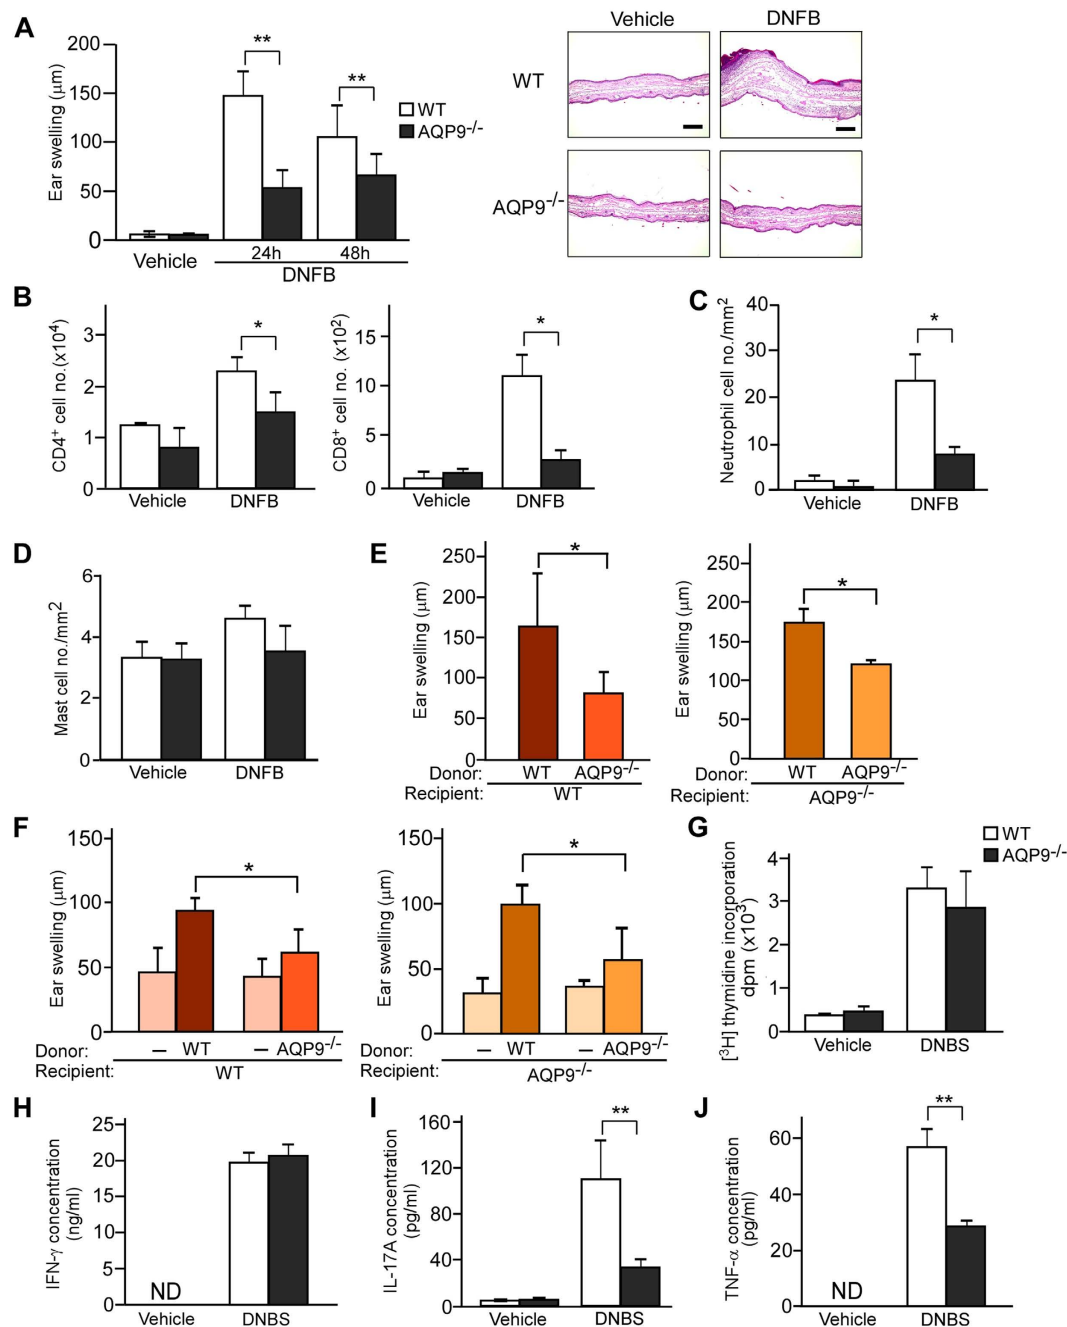 A
Ear swelling (μm)
200
150
100
50
0
**
**
WT
AQP9-/-
Vehicle
24h
48h
DNFB
Vehicle
DNFB
WT
AQP9-/-
B
CD4+ cell no.(x104)
3
2
1
0
*
Vehicle
DNFB
CD8+ cell no. (x102)
15
10
5
0
*
Vehicle
DNFB
C
Neutrophil cell no./mm2
40
30
20
10
0
*
Vehicle
DNFB
D
Mast cell no./mm2
6
4
2
0
Vehicle
DNFB
E
Ear swelling (μm)
250
200
150
100
50
0
*
Donor: WT AQP9-/-
Recipient: WT
Ear swelling (μm)
250
200
150
100
50
0
*
Donor: WT AQP9-/-
Recipient: AQP9-/-
F
Ear swelling (μm)
150
100
50
0
*
Donor: – WT – AQP9-/-
Recipient: WT
Ear swelling (μm)
150
100
50
0
*
Donor: – WT – AQP9-/-
Recipient: AQP9-/-
G
WT
AQP9-/-
[3H] thymidine incorporation
dpm (x103)
4
3
2
1
0
Vehicle
DNBS
H
IFN-γ concentration
(ng/ml)
25
20
15
10
5
0
ND
Vehicle
DNBS
I
IL-17A concentration
(pg/ml)
160
120
80
40
0
**
Vehicle
DNBS
J
TNF-α concentration
(pg/ml)
60
40
20
0
**
ND
Vehicle
DNBS